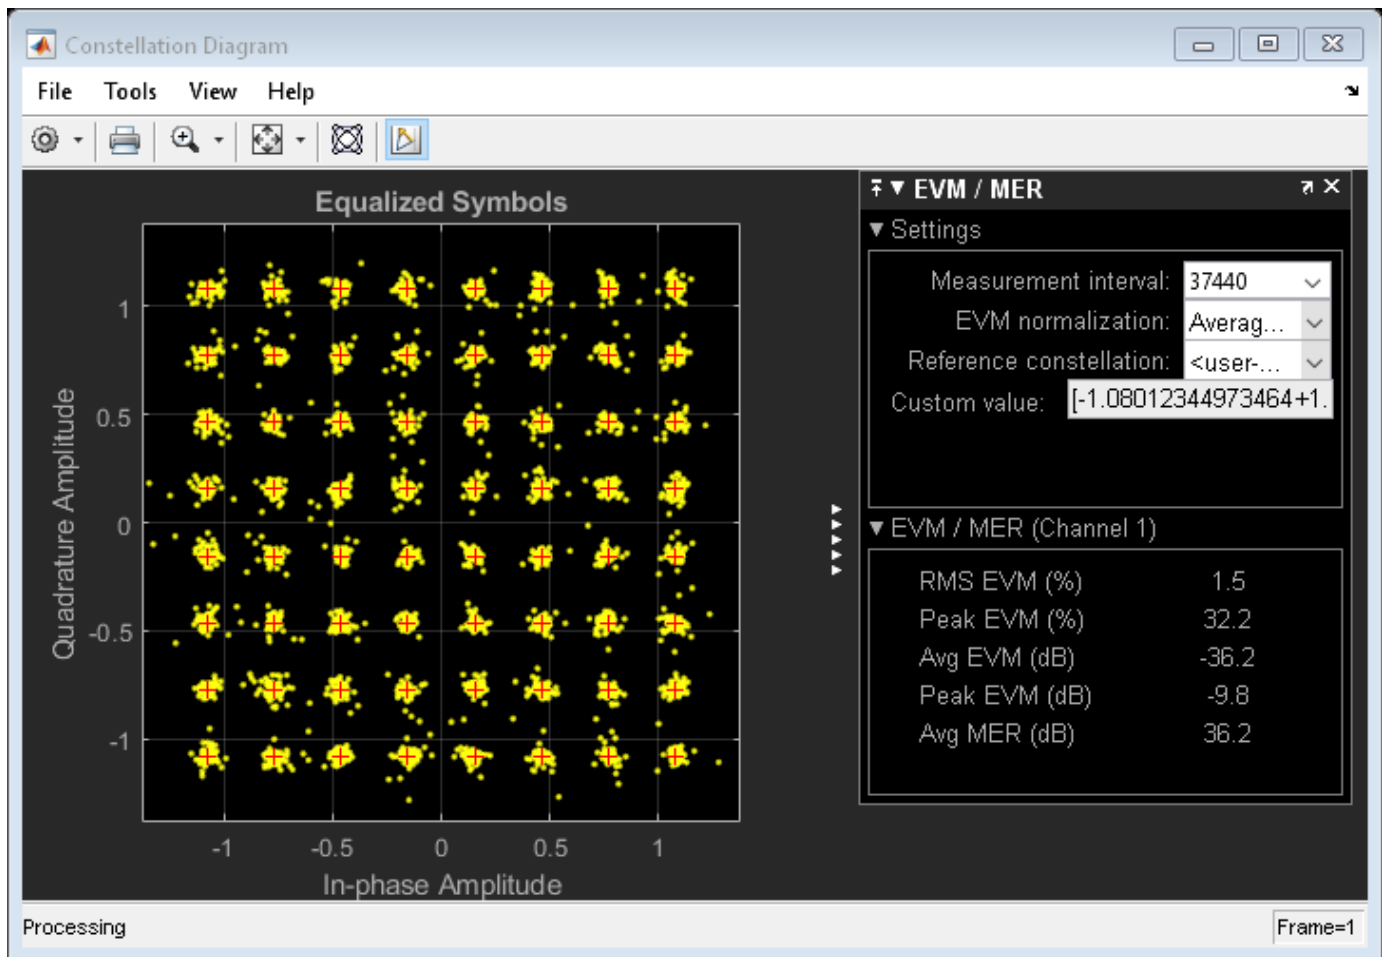 Constellation Diagram
File Tools View Help
Equalized Symbols
Quadrature Amplitude
1
0.5
0
-0.5
-1
-1 -0.5 0 0.5 1
In-phase Amplitude
EVM / MER
Settings
Measurement interval: 37440
EVM normalization: Averag...
Reference constellation: <user-...
Custom value: [-1.08012344973464+1.
EVM / MER (Channel 1)
RMS EVM (%) 1.5
Peak EVM (%) 32.2
Avg EVM (dB) -36.2
Peak EVM (dB) -9.8
Avg MER (dB) 36.2
Processing Frame=1